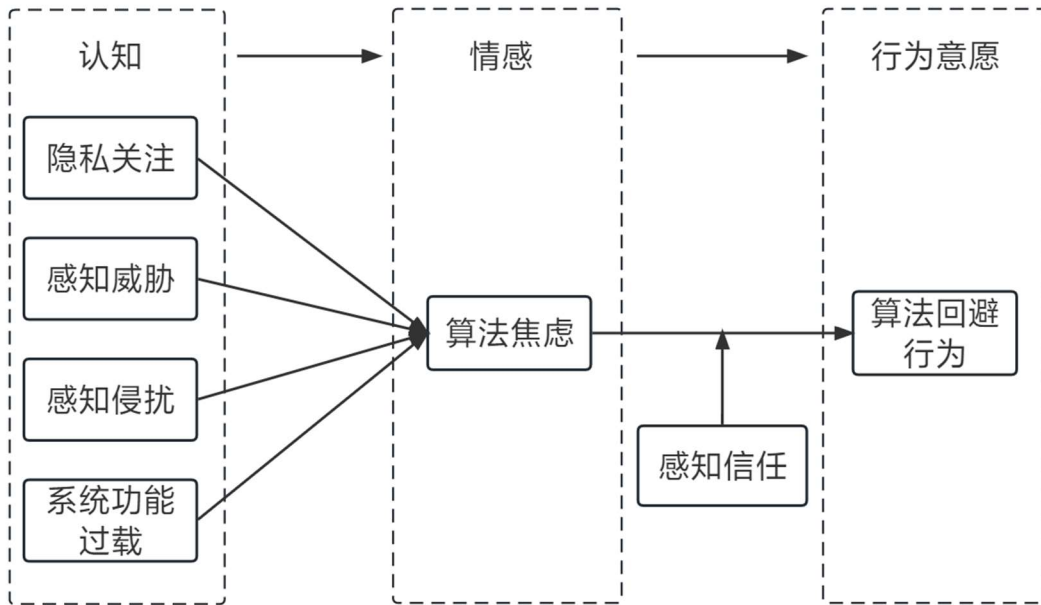 认知
情感
行为意愿
隐私关注
感知威胁
感知侵扰
系统功能
过载
算法焦虑
感知信任
算法回避
行为